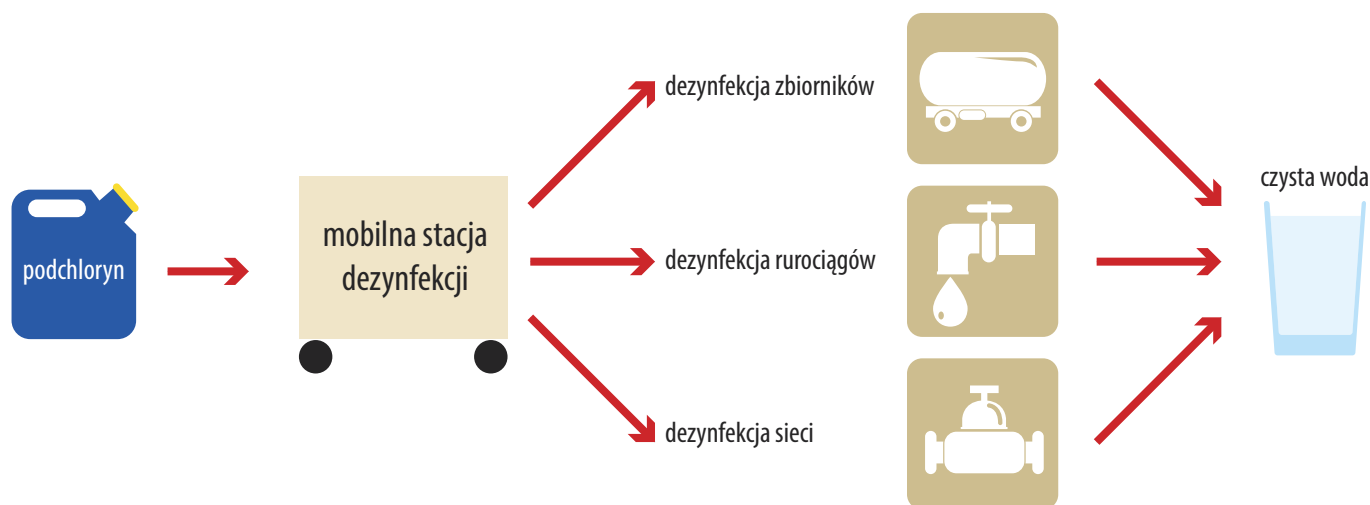 podchloryn
mobilna stacja
dezynfekcji
dezynfekcja zbiorników
dezynfekcja rurociągów
dezynfekcja sieci
czysta woda